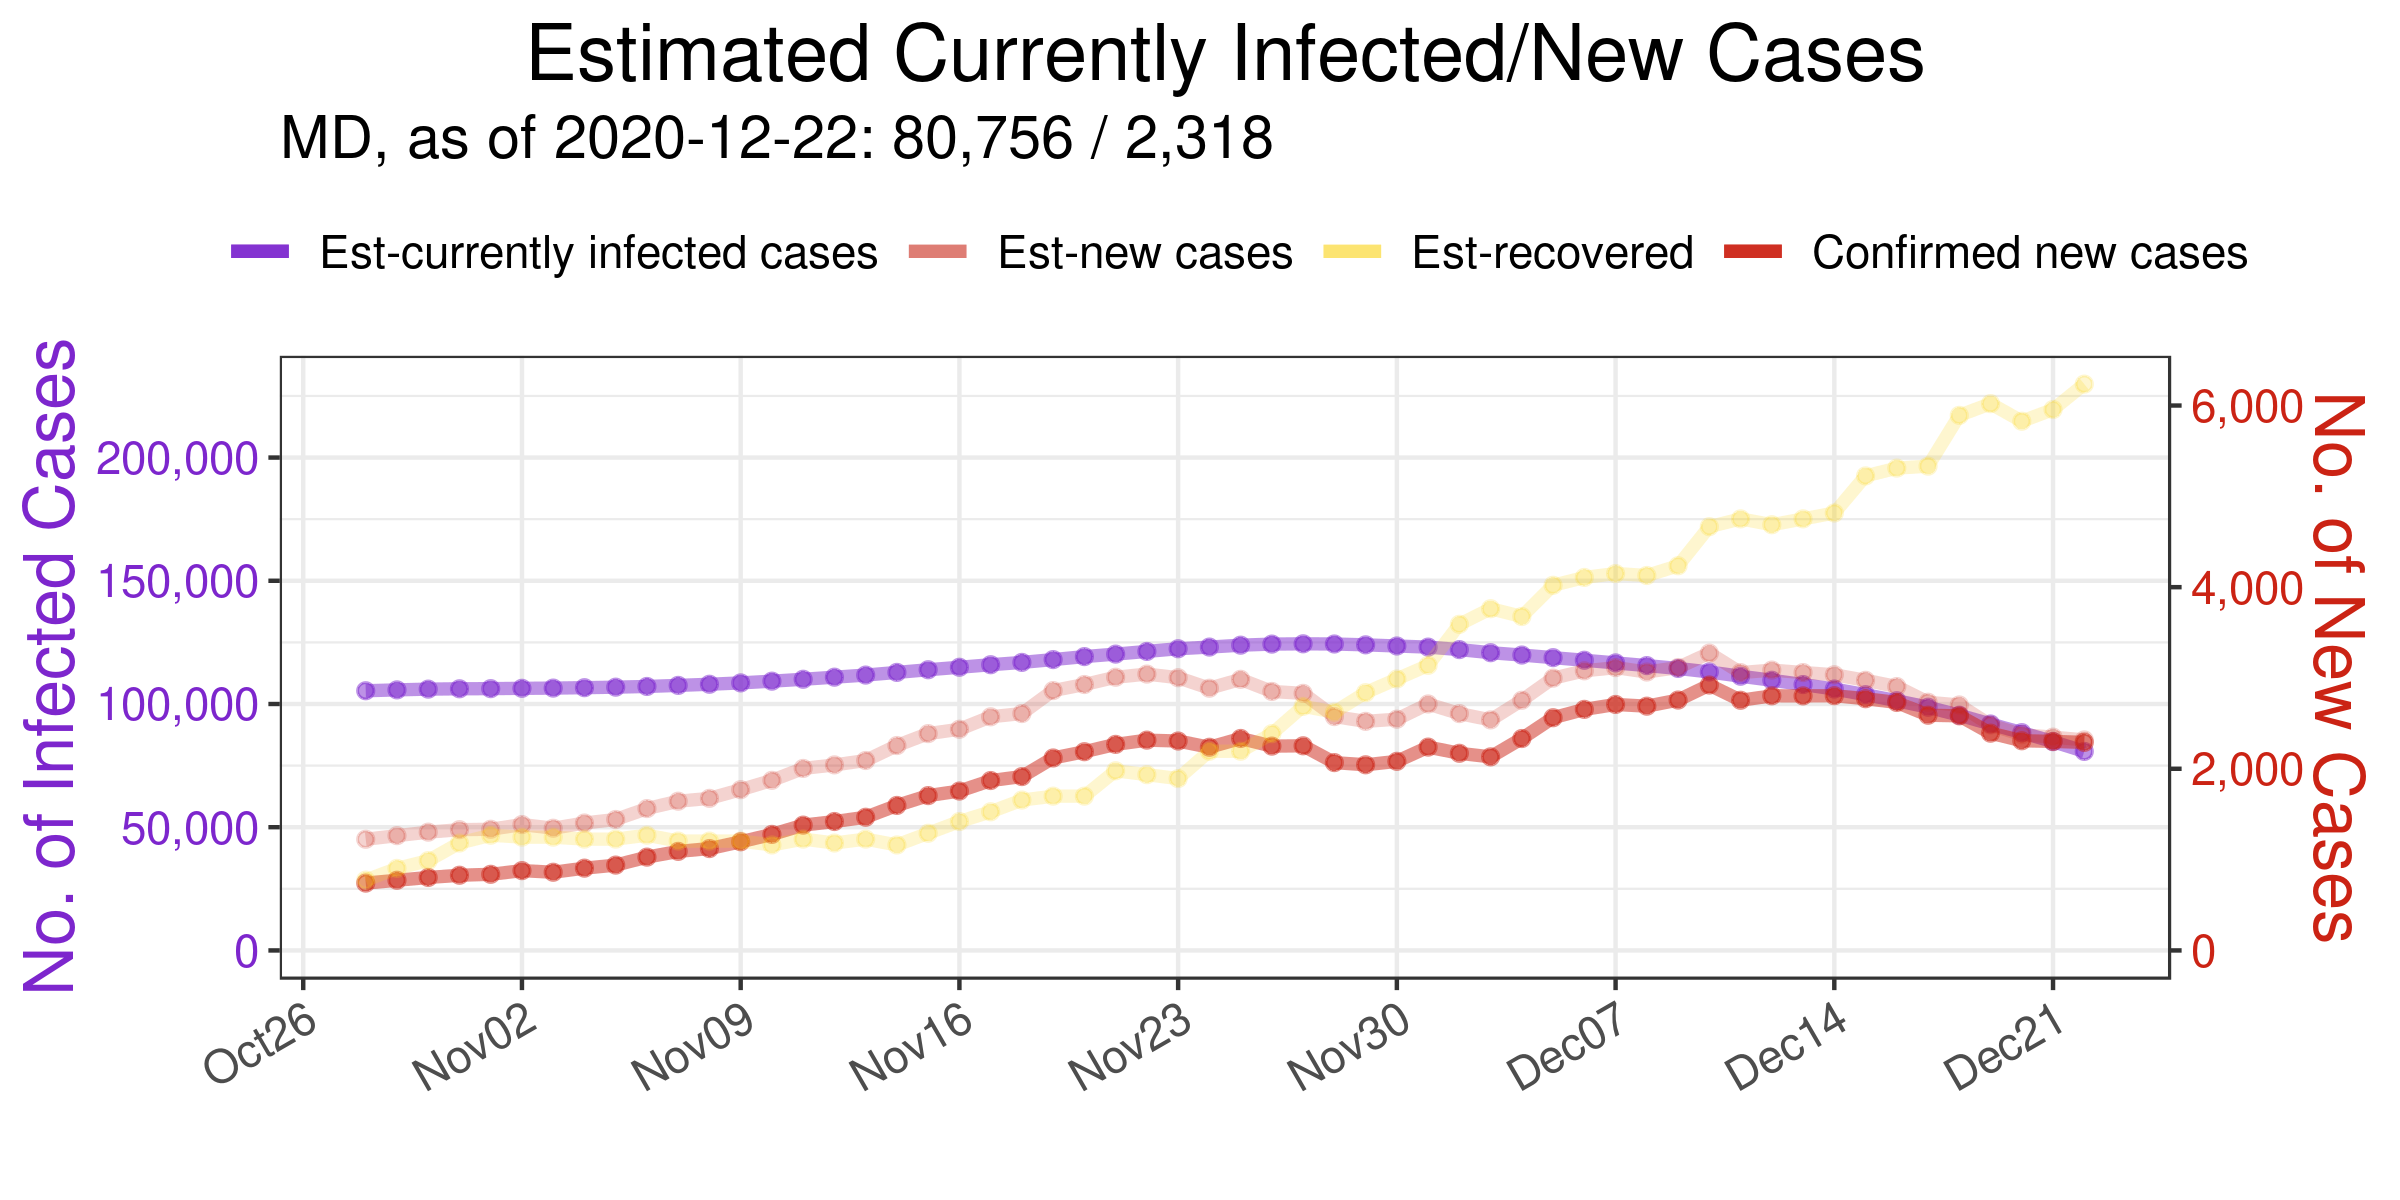 Estimated Currently Infected/New Cases
MD, as of 2020-12-22: 80,756 / 2,318
Est-currently infected cases Est-new cases Est-recovered Confirmed new cases
No. of Infected Cases
200,000
150,000
100,000
50,000
0
6,000
4,000
2,000
0
No. of New Cases
Oct26 Nov02 Nov09 Nov16 Nov23 Nov30 Dec07 Dec14 Dec21